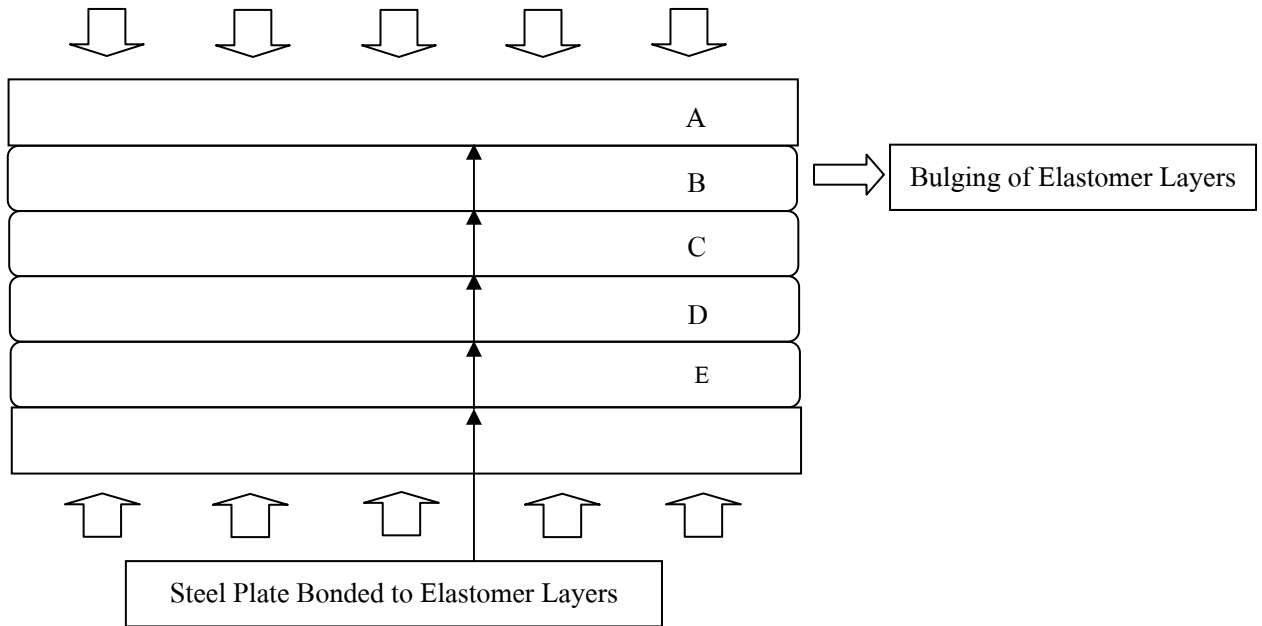 A
B
Bulging of Elastomer Layers
C
D
E
Steel Plate Bonded to Elastomer Layers